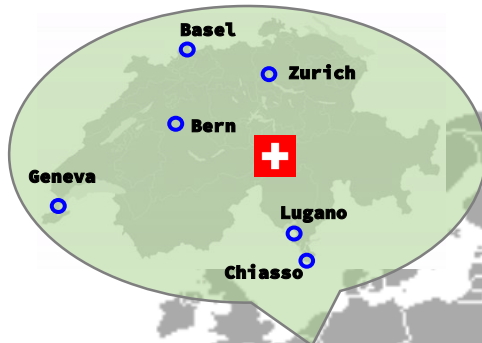 Basel
Zurich
Bern
Geneva
Lugano
Chiasso